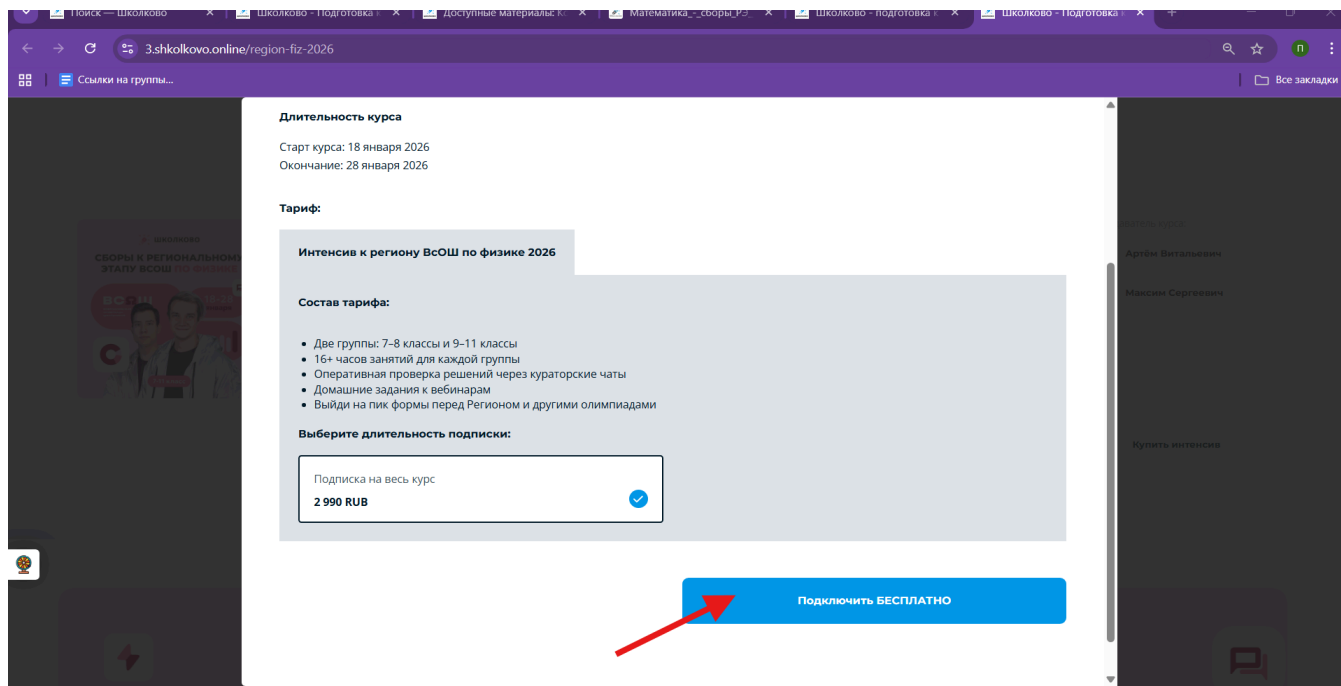 Поиск — Школково
Школково - Подготовка к
Доступные материалы: Ко
Математика_-_сборы_РЭ_
Школково - подготовка к
Школково - Подготовка к
3.shkolkovo.online/region-fiz-2026
П
Ссылки на группы...
Все закладки
Длительность курса
Старт курса: 18 января 2026
Окончание: 28 января 2026
Тариф:
ШКОЛКОВО
СБОРЫ К РЕГИОНАЛЬНОМУ
ЭТАПУ ВСОШ ПО ФИЗИКЕ
Интенсив к региону ВсОШ по физике 2026
Артём Витальевич
Максим Сергеевич
Состав тарифа:
Две группы: 7–8 классы и 9–11 классы
16+ часов занятий для каждой группы
Оперативная проверка решений через кураторские чаты
Домашние задания к вебинарам
Выйди на пик формы перед Регионом и другими олимпиадами
Выберите длительность подписки:
Купить интенсив
Подписка на весь курс
2 990 RUB
Подключить БЕСПЛАТНО